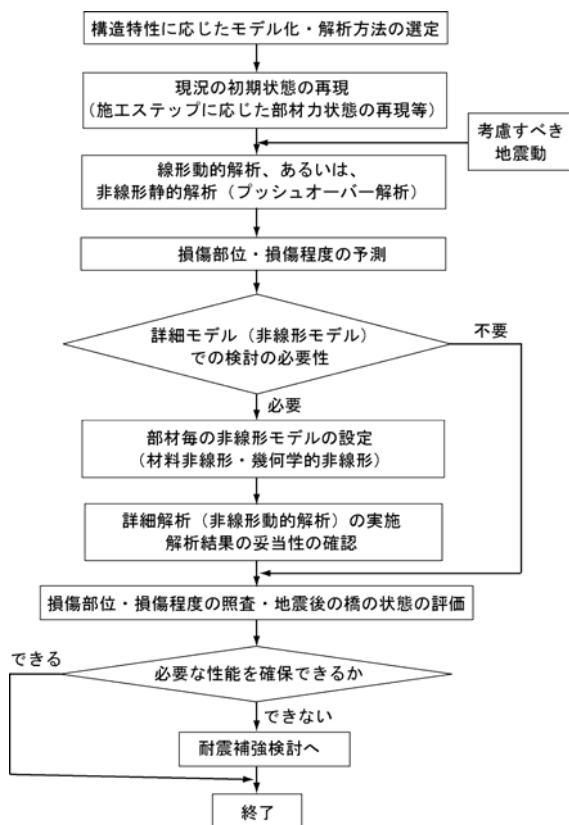 構造特性に応じたモデル化・解析方法の選定
現況の初期状態の再現
(施工ステップに応じた部材力状態の再現等)
考慮すべき
地震動
線形動的解析、あるいは、
非線形静的解析(プッシュオーバー解析)
損傷部位・損傷程度の予測
詳細モデル(非線形モデル)
での検討の必要性
不要
必要
部材毎の非線形モデルの設定
(材料非線形・幾何学的非線形)
詳細解析(非線形動的解析)の実施
解析結果の妥当性の確認
損傷部位・損傷程度の照査・地震後の橋の状態の評価
できる
必要な性能を確保できるか
できない
耐震補強検討へ
終了